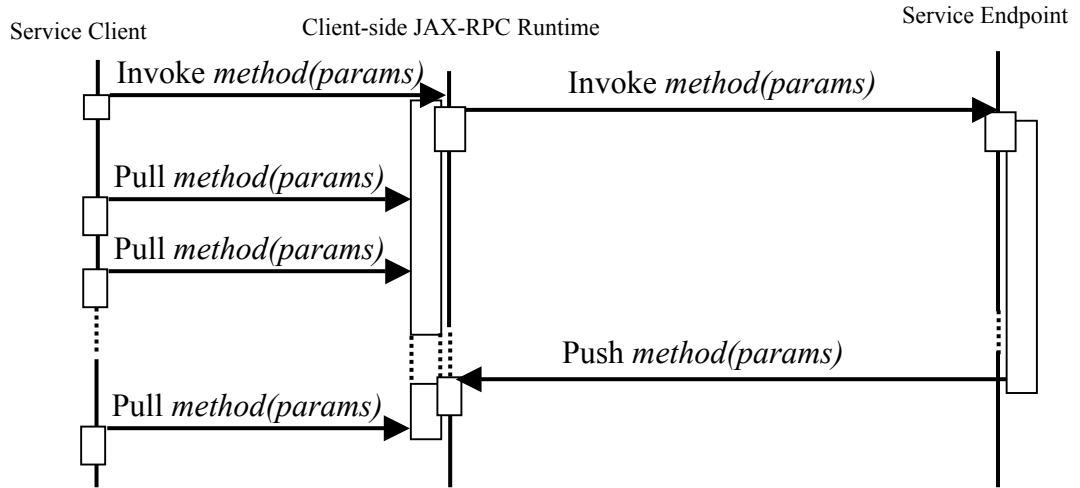 Service Client
Client-side JAX-RPC Runtime
Service Endpoint
Invoke method(params)
Invoke method(params)
Pull method(params)
Pull method(params)
Push method(params)
Pull method(params)